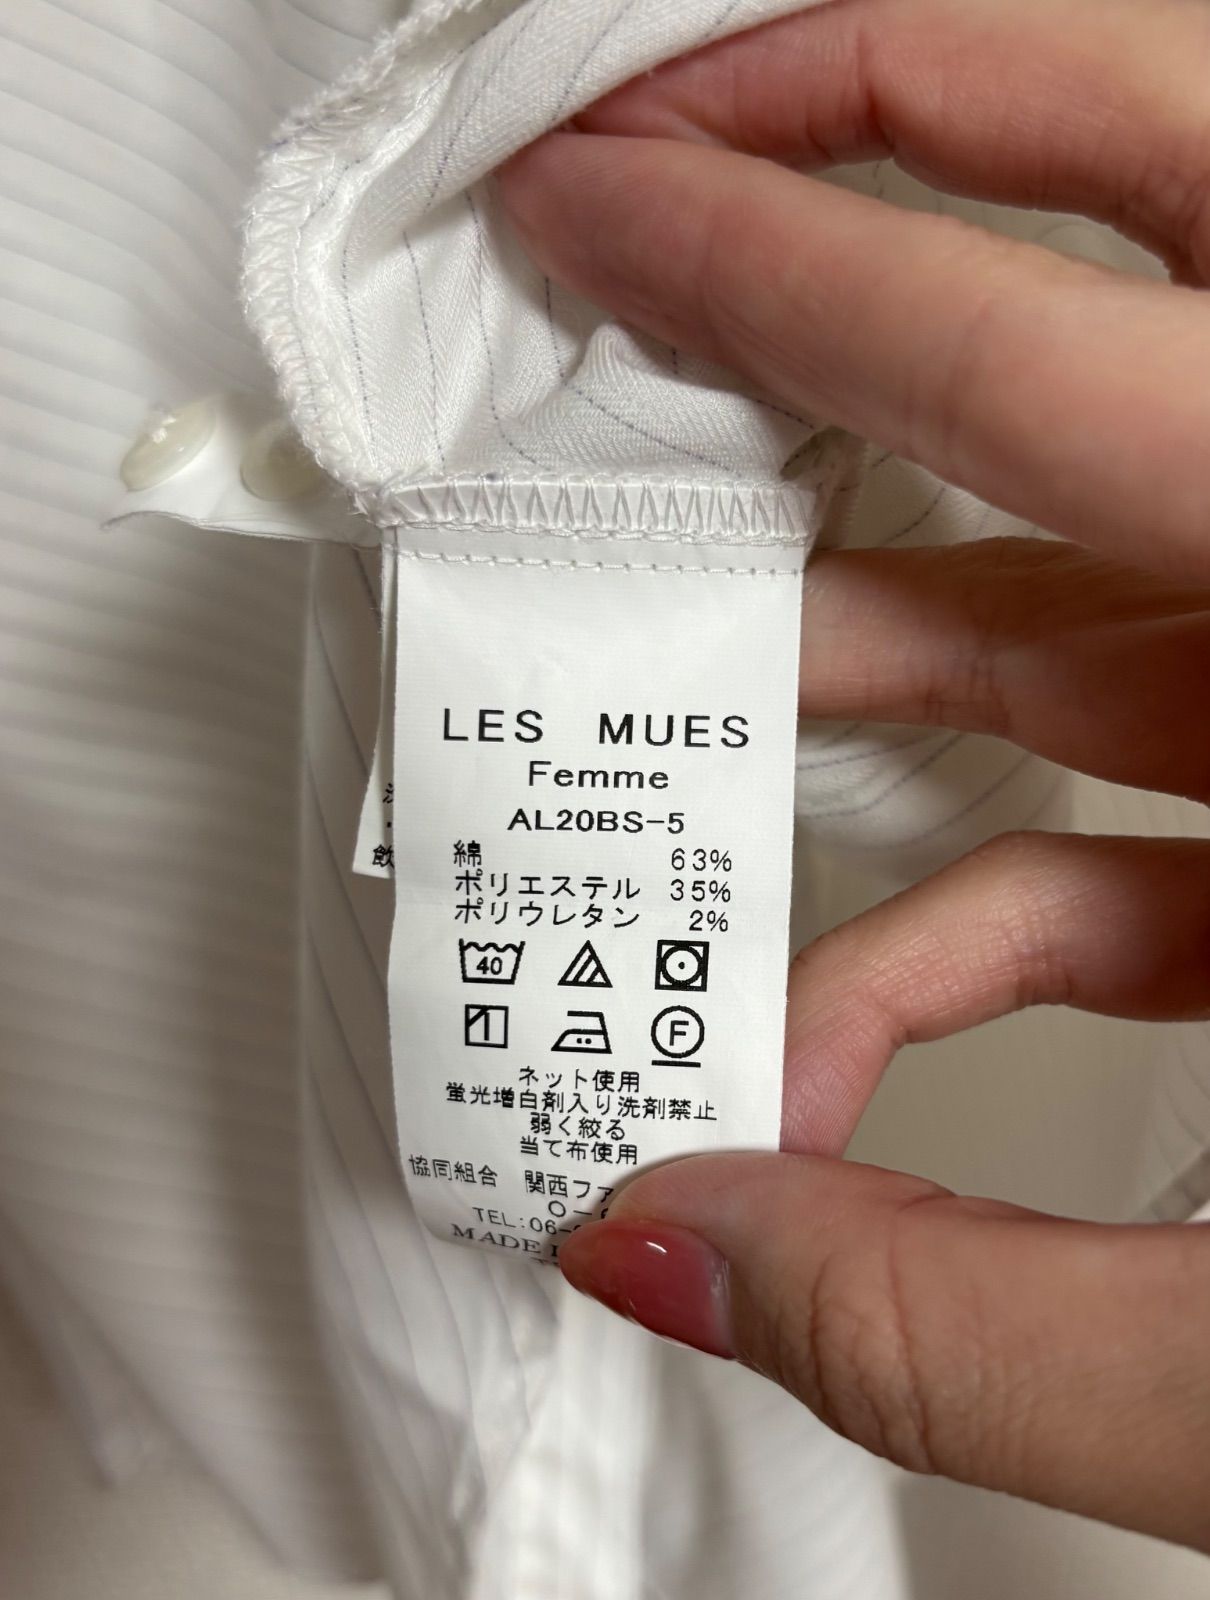 LES MUES
Femme
AL20BS-5
綿 63%
ポリエステル 35%
ポリウレタン 2%
40
F
ネット使用
蛍光増白剤入り洗剤禁止
弱く絞る
当て布使用
協同組合 関西ファ
TEL:06-
MADE
飲